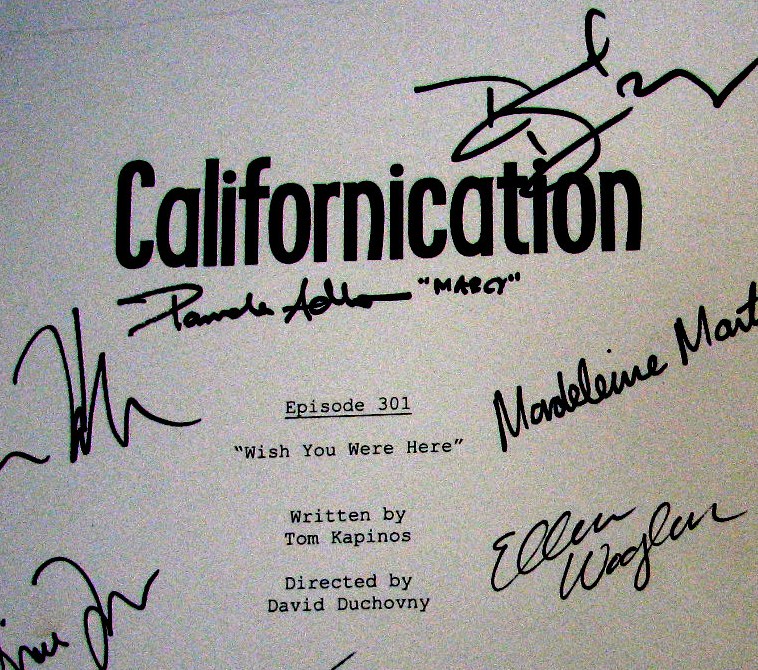 Californication
Pamela Adlon "MARCY"
Madeleine Mart
Episode 301
"Wish You Were Here"
Ellen
Woglom
Written by
Tom Kapinos
Directed by
David Duchovny